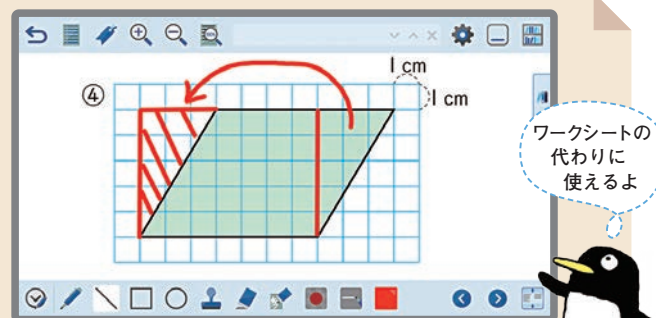 1 cm
④
1 cm
ワークシートの
代わりに
使えるよ